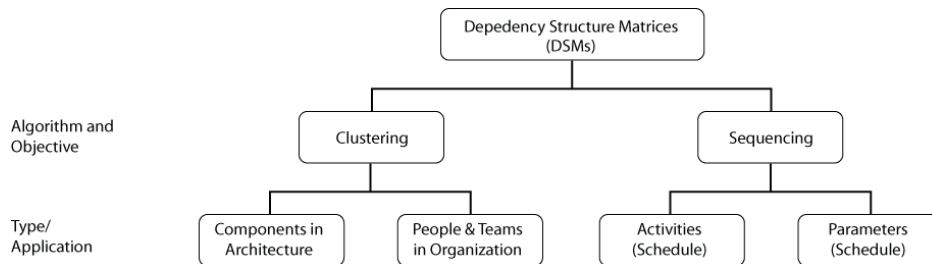 Depedency Structure Matrices
(DSMs)
Algorithm and
Objective
Clustering
Sequencing
Type/
Application
Components in
Architecture
People & Teams
in Organization
Activities
(Schedule)
Parameters
(Schedule)